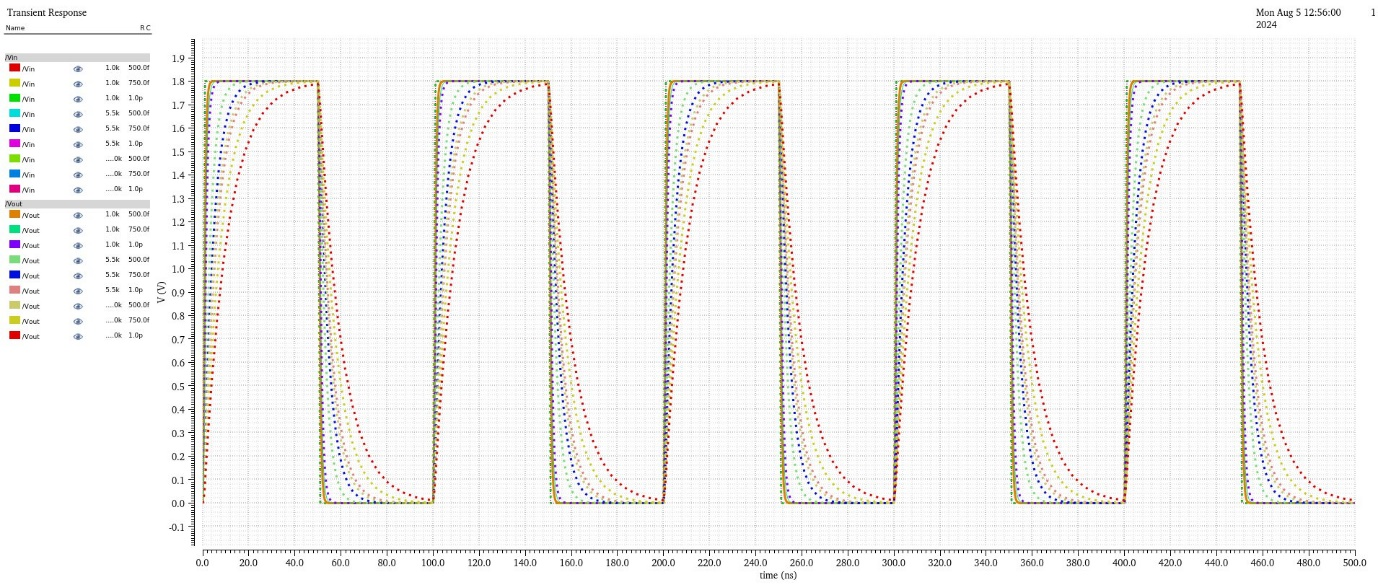 Transient Response
Mon Aug 5 12:56:00 1
2024
Name R C
/Vin
/Vin 1.0k 500.0f
/Vin 1.0k 750.0f
/Vin 1.0k 1.0p
/Vin 5.5k 500.0f
/Vin 5.5k 750.0f
/Vin 5.5k 1.0p
/Vin ....0k 500.0f
/Vin ....0k 750.0f
/Vin ....0k 1.0p
/Vout
/Vout 1.0k 500.0f
/Vout 1.0k 750.0f
/Vout 1.0k 1.0p
/Vout 5.5k 500.0f
/Vout 5.5k 750.0f
/Vout 5.5k 1.0p
/Vout ....0k 500.0f
/Vout ....0k 750.0f
/Vout ....0k 1.0p
V (V)
1.9
1.8
1.7
1.6
1.5
1.4
1.3
1.2
1.1
1.0
0.9
0.8
0.7
0.6
0.5
0.4
0.3
0.2
0.1
0.0
-0.1
0.0 20.0 40.0 60.0 80.0 100.0 120.0 140.0 160.0 180.0 200.0 220.0 240.0 260.0 280.0 300.0 320.0 340.0 360.0 380.0 400.0 420.0 440.0 460.0 480.0 500.0
time (ns)